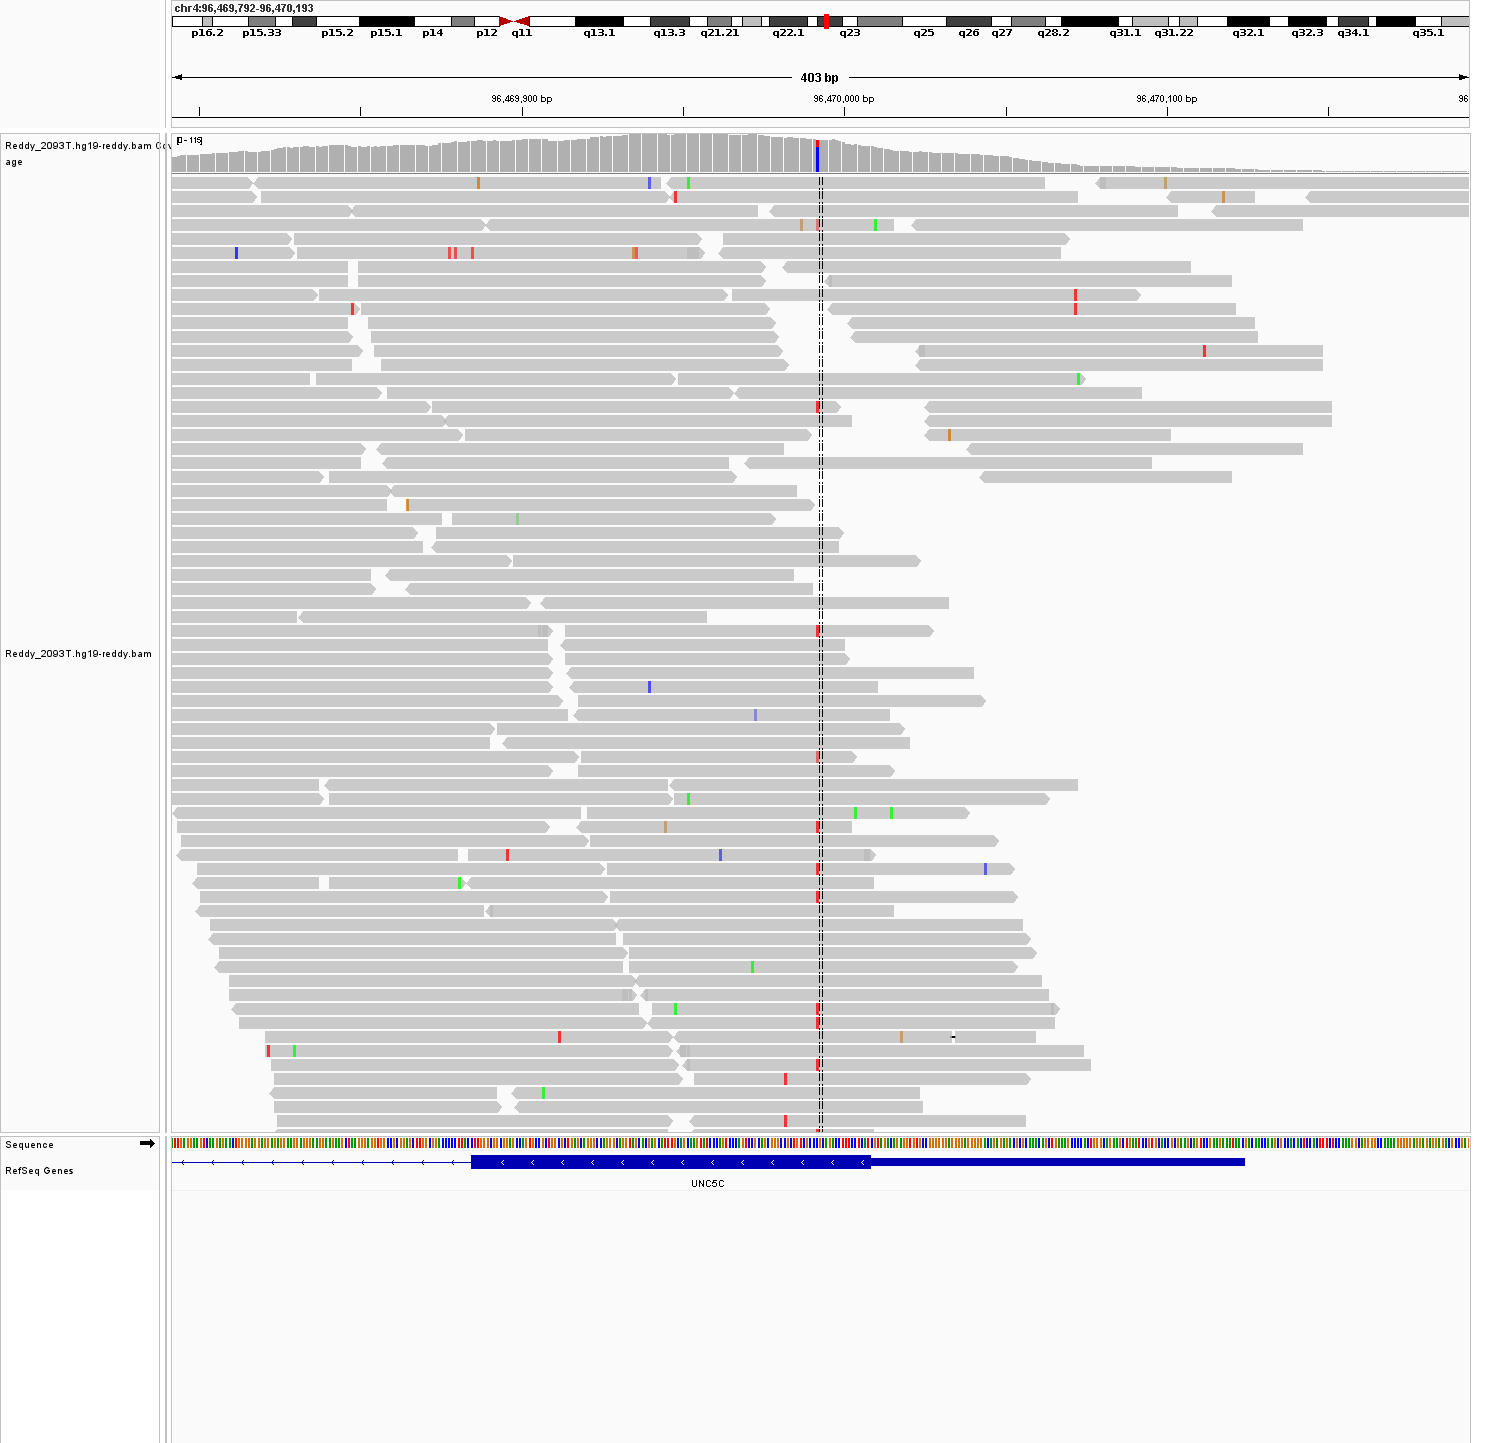 chr4:96,469,792-96,470,193
p16.2 p15.33 p15.2 p15.1 p14 p12 q11 q13.1 q13.3 q21.21 q22.1 q23 q25 q26 q27 q28.2 q31.1 q31.22 q32.1 q32.3 q34.1 q35.1
403 bp
96,469,900 bp 96,470,000 bp 96,470,100 bp 96
Reddy_2093T.hg19-reddy.bam Cov
age
[0 - 115]
Reddy_2093T.hg19-reddy.bam
Sequence
RefSeq Genes
UNC5C